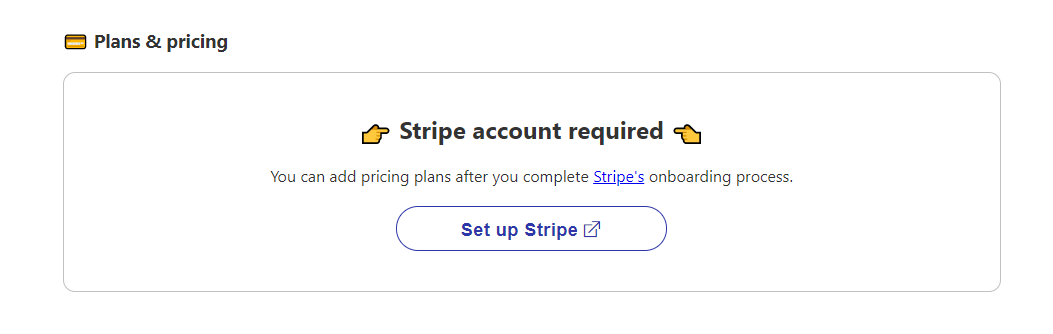 💳 Plans & pricing
👉 Stripe account required 👈
You can add pricing plans after you complete Stripe's onboarding process.
Set up Stripe